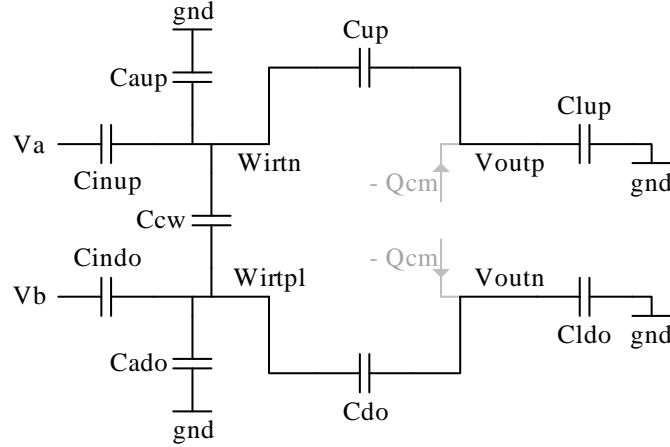 gnd
Cup
Caup
Clup
Va
Wirtn
Voutp
Cinup
gnd
- Qcm
Ccw
Cindo
- Qcm
Wirtpl
Voutn
Vb
Cldo
gnd
Cado
Cdo
gnd